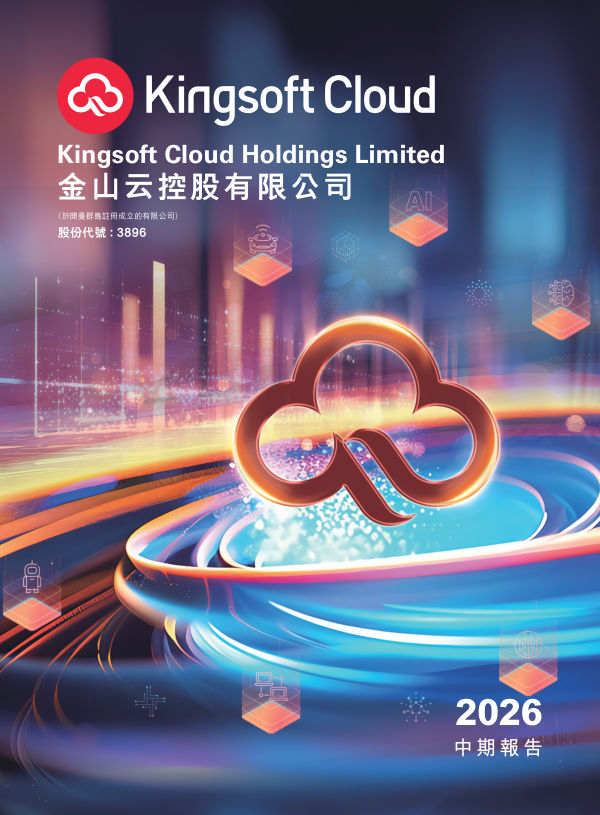 Kingsoft Cloud
Kingsoft Cloud Holdings Limited
金山云控股有限公司
（於開曼群島註冊成立的有限公司）
股份代號 : 3896
AI
2026
中期報告